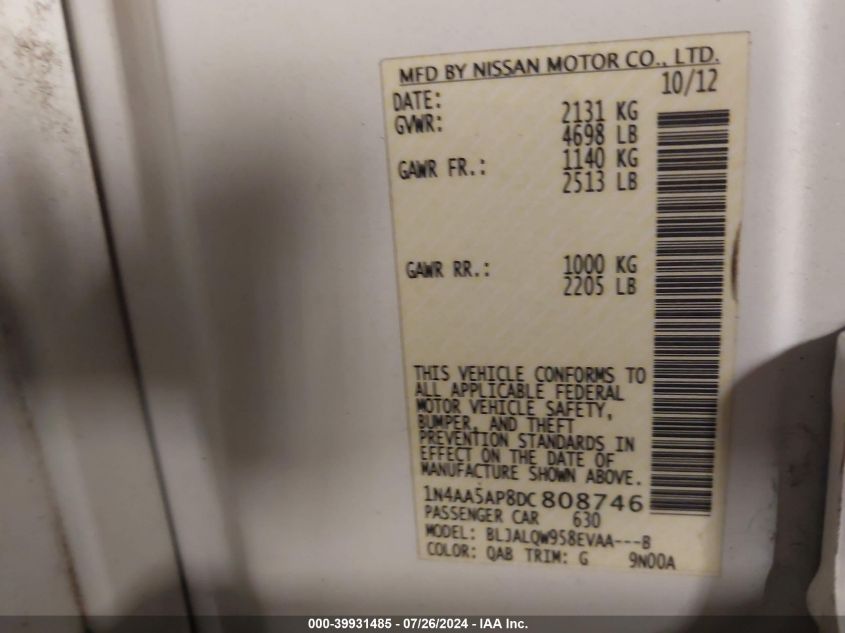 MFD BY NISSAN MOTOR CO., LTD.
DATE: 10/12
GVWR: 2131 KG
4698 LB
GAWR FR.: 1140 KG
2513 LB
GAWR RR.: 1000 KG
2205 LB
THIS VEHICLE CONFORMS TO
ALL APPLICABLE FEDERAL
MOTOR VEHICLE SAFETY,
BUMPER, AND THEFT
PREVENTION STANDARDS IN
EFFECT ON THE DATE OF
MANUFACTURE SHOWN ABOVE.
1N4AA5AP8DC808746
PASSENGER CAR 630
MODEL: BLJALQW958EVAA---B
COLOR: QAB TRIM: G 9N00A
000-39931485 / 07/26/2024 - IAA Inc.